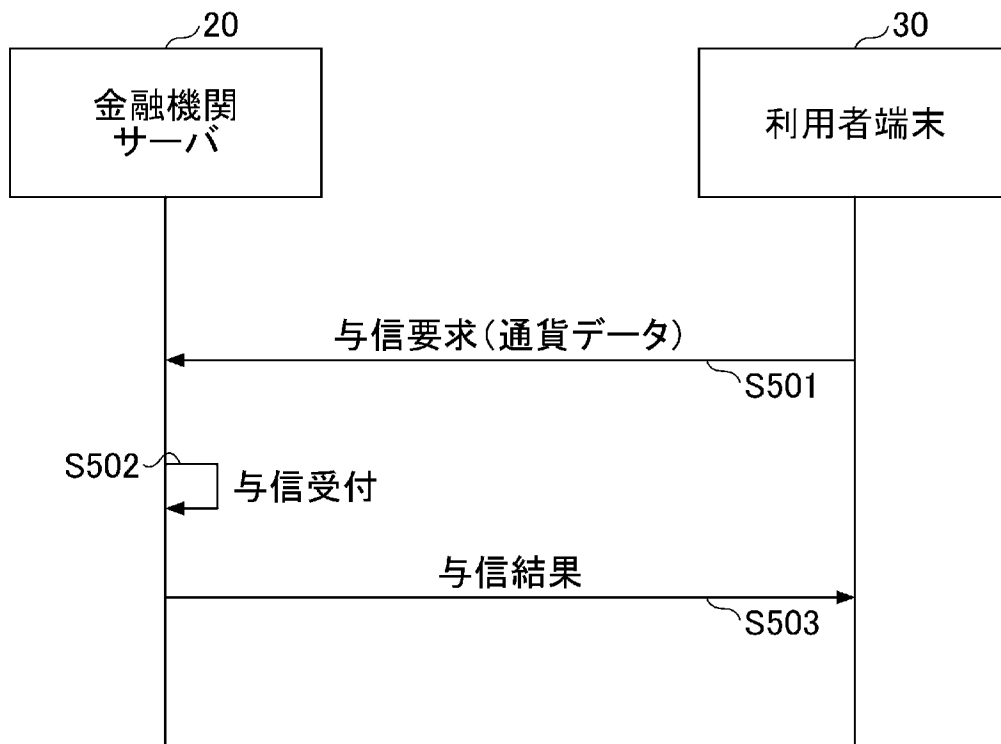 20
30
金融機関
サーバ
利用者端末
与信要求(通貨データ)
S501
S502
与信受付
与信結果
S503